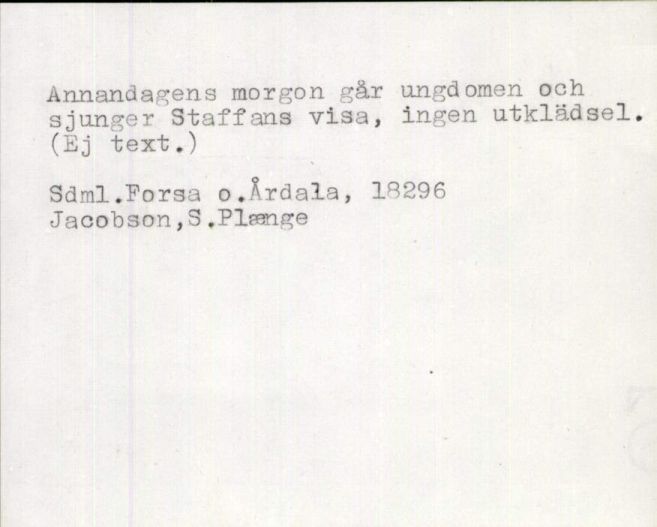 Annandagens morgon går ungdomen och
sjunger Staffans visa, ingen utklädsel.
(Ej text.)
Sdml.Forsa o.Årdala, 18296
Jacobson,S.Plænge